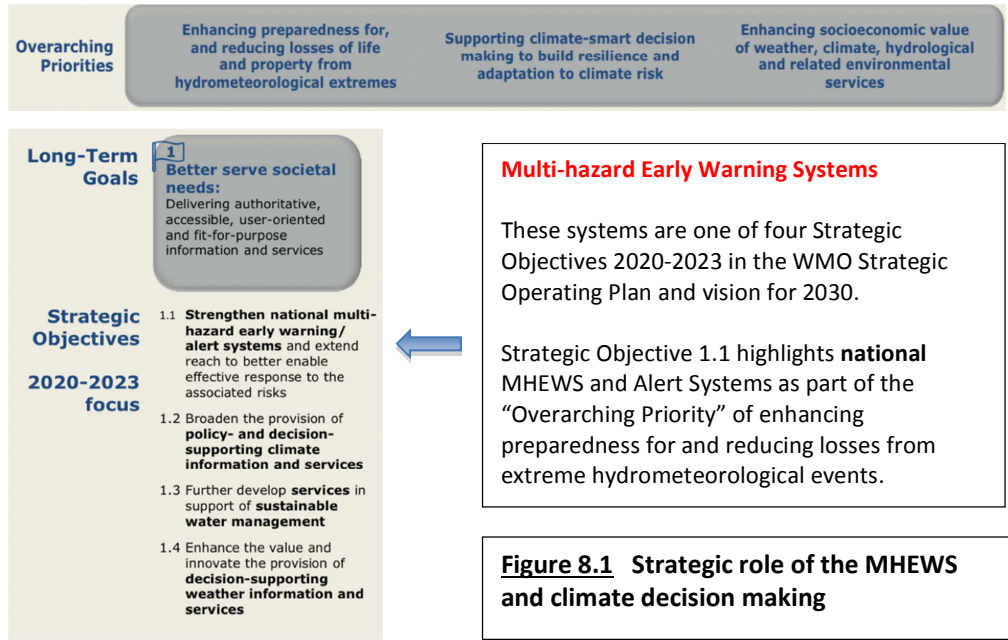 Overarching
Priorities
Enhancing preparedness for,
and reducing losses of life
and property from
hydrometeorological extremes
Supporting climate-smart decision
making to build resilience and
adaptation to climate risk
Enhancing socioeconomic value
of weather, climate, hydrological
and related environmental
services
Long-Term
Goals
1
Better serve societal
needs:
Delivering authoritative,
accessible, user-oriented
and fit-for-purpose
information and services
Strategic
Objectives
2020-2023
focus
1.1 Strengthen national multi-
hazard early warning/
alert systems and extend
reach to better enable
effective response to the
associated risks
1.2 Broaden the provision of
policy- and decision-
supporting climate
information and services
1.3 Further develop services in
support of sustainable
water management
1.4 Enhance the value and
innovate the provision of
decision-supporting
weather information and
services
Multi-hazard Early Warning Systems
These systems are one of four Strategic
Objectives 2020-2023 in the WMO Strategic
Operating Plan and vision for 2030.
Strategic Objective 1.1 highlights national
MHEWS and Alert Systems as part of the
“Overarching Priority” of enhancing
preparedness for and reducing losses from
extreme hydrometeorological events.
Figure 8.1 Strategic role of the MHEWS
and climate decision making